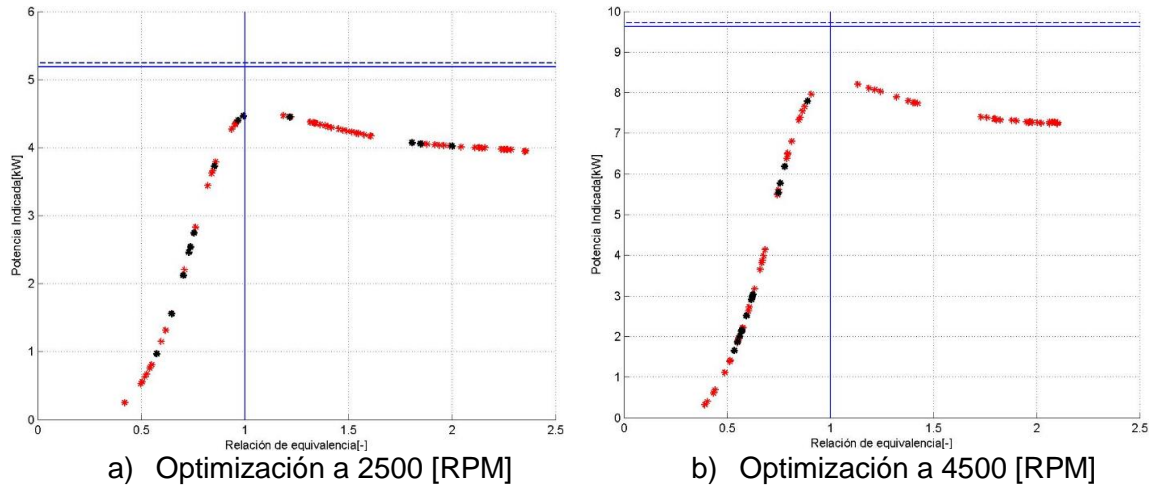 6
5
4
3
2
1
0
Potencia Indicada[kW]
0 0.5 1 1.5 2 2.5
Relación de equivalencia[-]
a) Optimización a 2500 [RPM]
10
9
8
7
6
5
4
3
2
1
0
Potencia Indicada[kW]
0 0.5 1 1.5 2 2.5
Relación de equivalencia[-]
b) Optimización a 4500 [RPM]